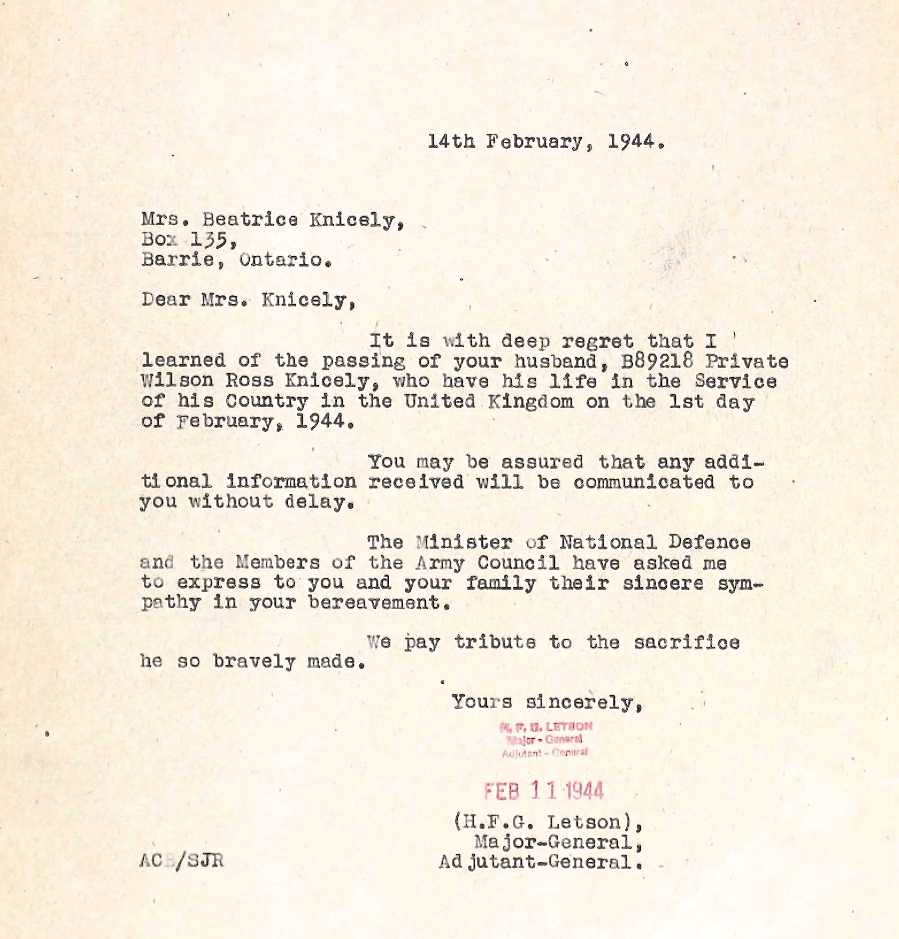 14th February, 1944.
Mrs. Beatrice Knicely,
Box 135,
Barrie, Ontario.
Dear Mrs. Knicely,
It is with deep regret that I
learned of the passing of your husband, B89218 Private
Wilson Ross Knicely, who have his life in the Service
of his Country in the United Kingdom on the 1st day
of February, 1944.
You may be assured that any addi-
tional information received will be communicated to
you without delay.
The Minister of National Defence
and the Members of the Army Council have asked me
to express to you and your family their sincere sym-
pathy in your bereavement.
We pay tribute to the sacrifice
he so bravely made.
Yours sincerely,
H. F. G. LETSON
Major - General
Adjutant - General
FEB 11 1944
(H.F.G. Letson),
Major-General,
ACB/SJR Adjutant-General.